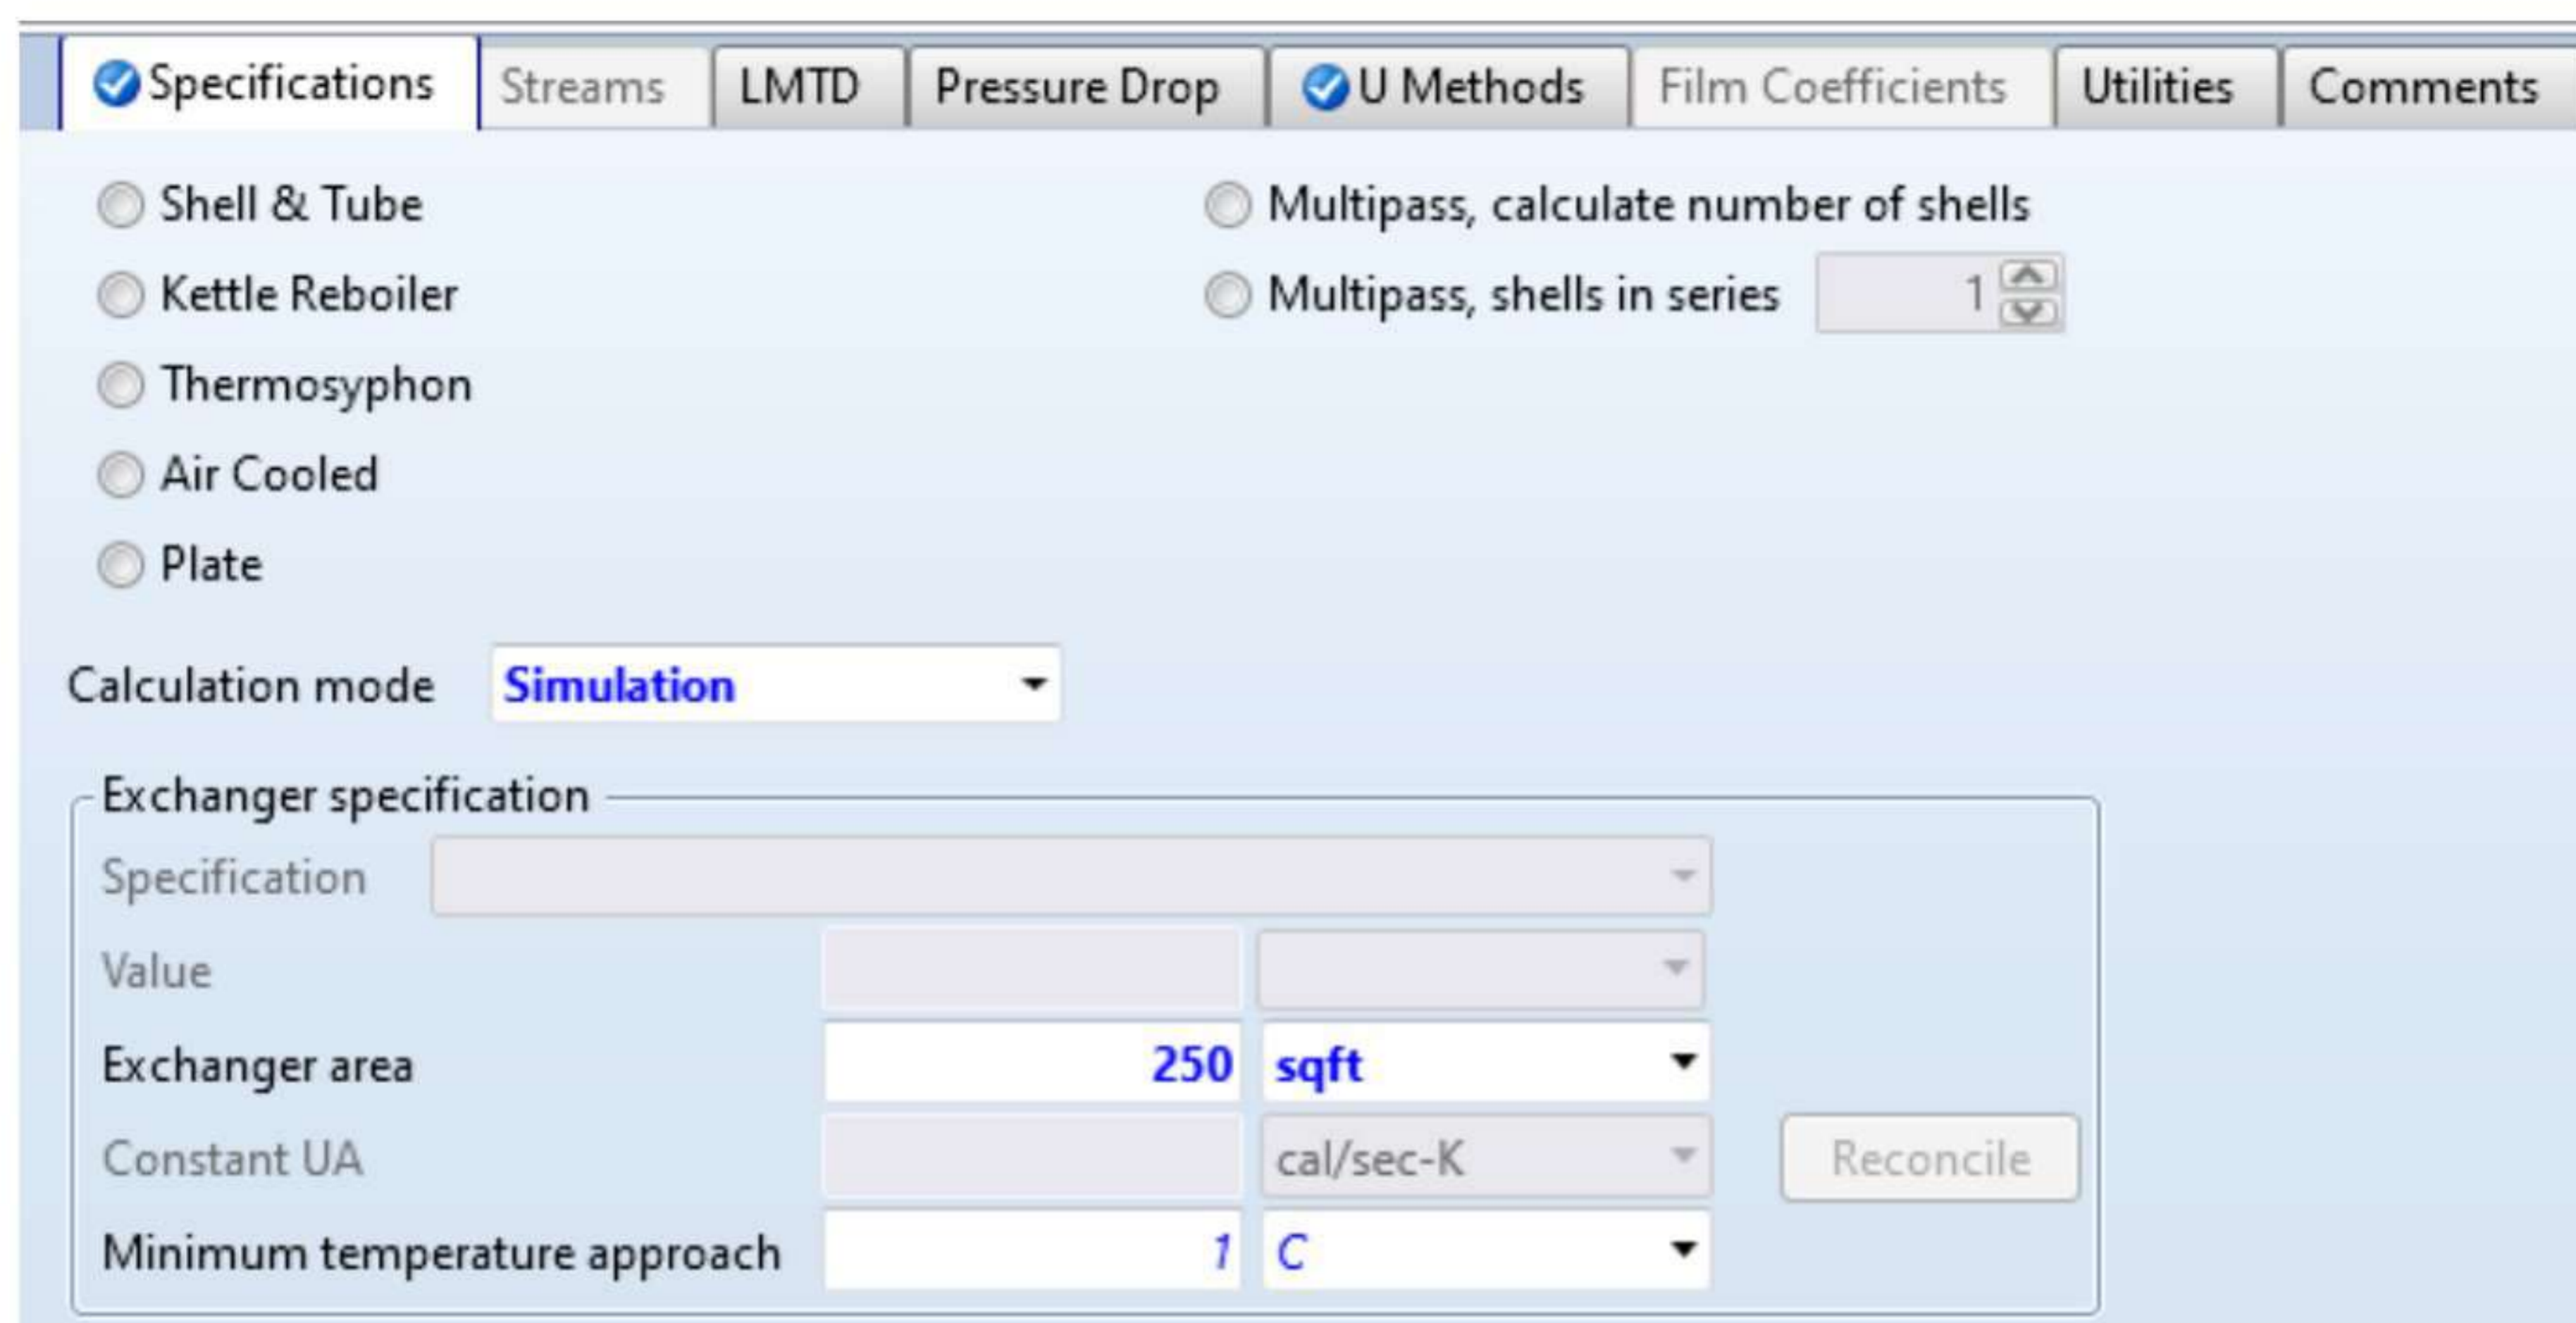 Specifications Streams LMTD Pressure Drop U Methods Film Coefficients Utilities Comments
Shell & Tube Multipass, calculate number of shells
Kettle Reboiler Multipass, shells in series 1
Thermosyphon
Air Cooled
Plate
Calculation mode Simulation
Exchanger specification
Specification
Value
Exchanger area 250 sqft
Constant UA cal/sec-K Reconcile
Minimum temperature approach 1 C